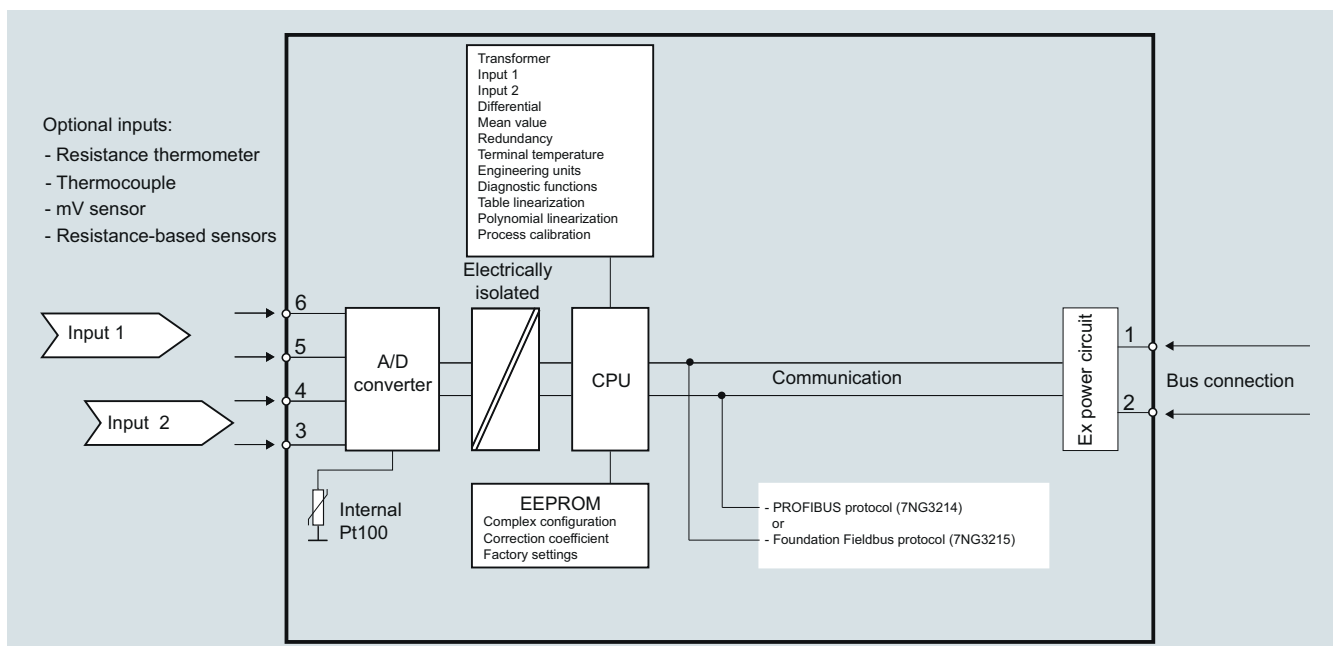 Transformer
Input 1
Input 2
Differential
Mean value
Redundancy
Terminal temperature
Engineering units
Diagnostic functions
Table linearization
Polynomial linearization
Process calibration
Optional inputs:
- Resistance thermometer
- Thermocouple
- mV sensor
- Resistance-based sensors
Electrically
isolated
Input 1
Input 2
6
5
4
3
A/D
converter
CPU
Communication
Ex power circuit
1
2
Bus connection
Internal
Pt100
EEPROM
Complex configuration
Correction coefficient
Factory settings
- PROFIBUS protocol (7NG3214)
or
- Foundation Fieldbus protocol (7NG3215)